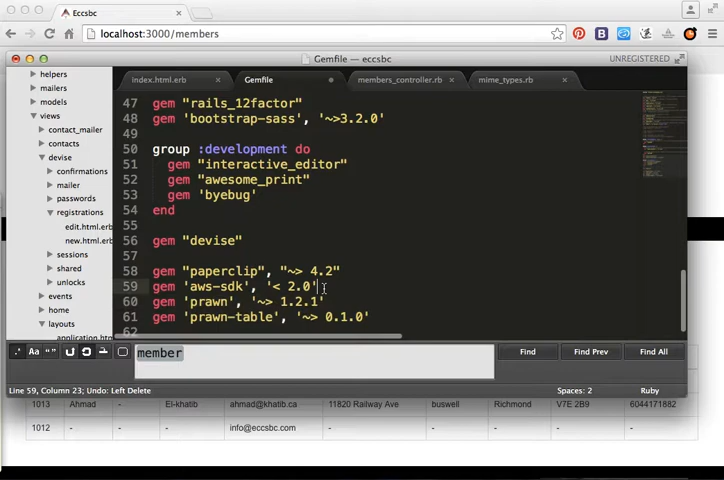 Eccsbc
localhost:3000/members
Gemfile — eccsbc
UNREGISTERED
index.html.erb
Gemfile
members_controller.rb
mime_types.rb
helpers
mailers
models
views
contact_mailer
contacts
devise
confirmations
mailer
passwords
registrations
edit.html.erb
new.html.erb
sessions
shared
unlocks
events
home
layouts
application.htm
47 gem "rails_12factor"
48 gem 'bootstrap-sass', '~>3.2.0'
49
50 group :development do
51 gem "interactive_editor"
52 gem "awesome_print"
53 gem 'byebug'
54 end
55
56 gem "devise"
57
58 gem "paperclip", "~> 4.2"
59 gem 'aws-sdk', '< 2.0'
60 gem 'prawn', '~> 1.2.1'
61 gem 'prawn-table', '~> 0.1.0'
62
.* Aa “ ”
member
Find
Find Prev
Find All
Line 59, Column 23; Undo: Left Delete
Spaces: 2
Ruby
1013 Ahmad - El-khatib ahmad@khatib.ca 11820 Railway Ave buswell Richmond V7E 2B9 6044171882
1012 - - info@eccsbc.com - - - - -